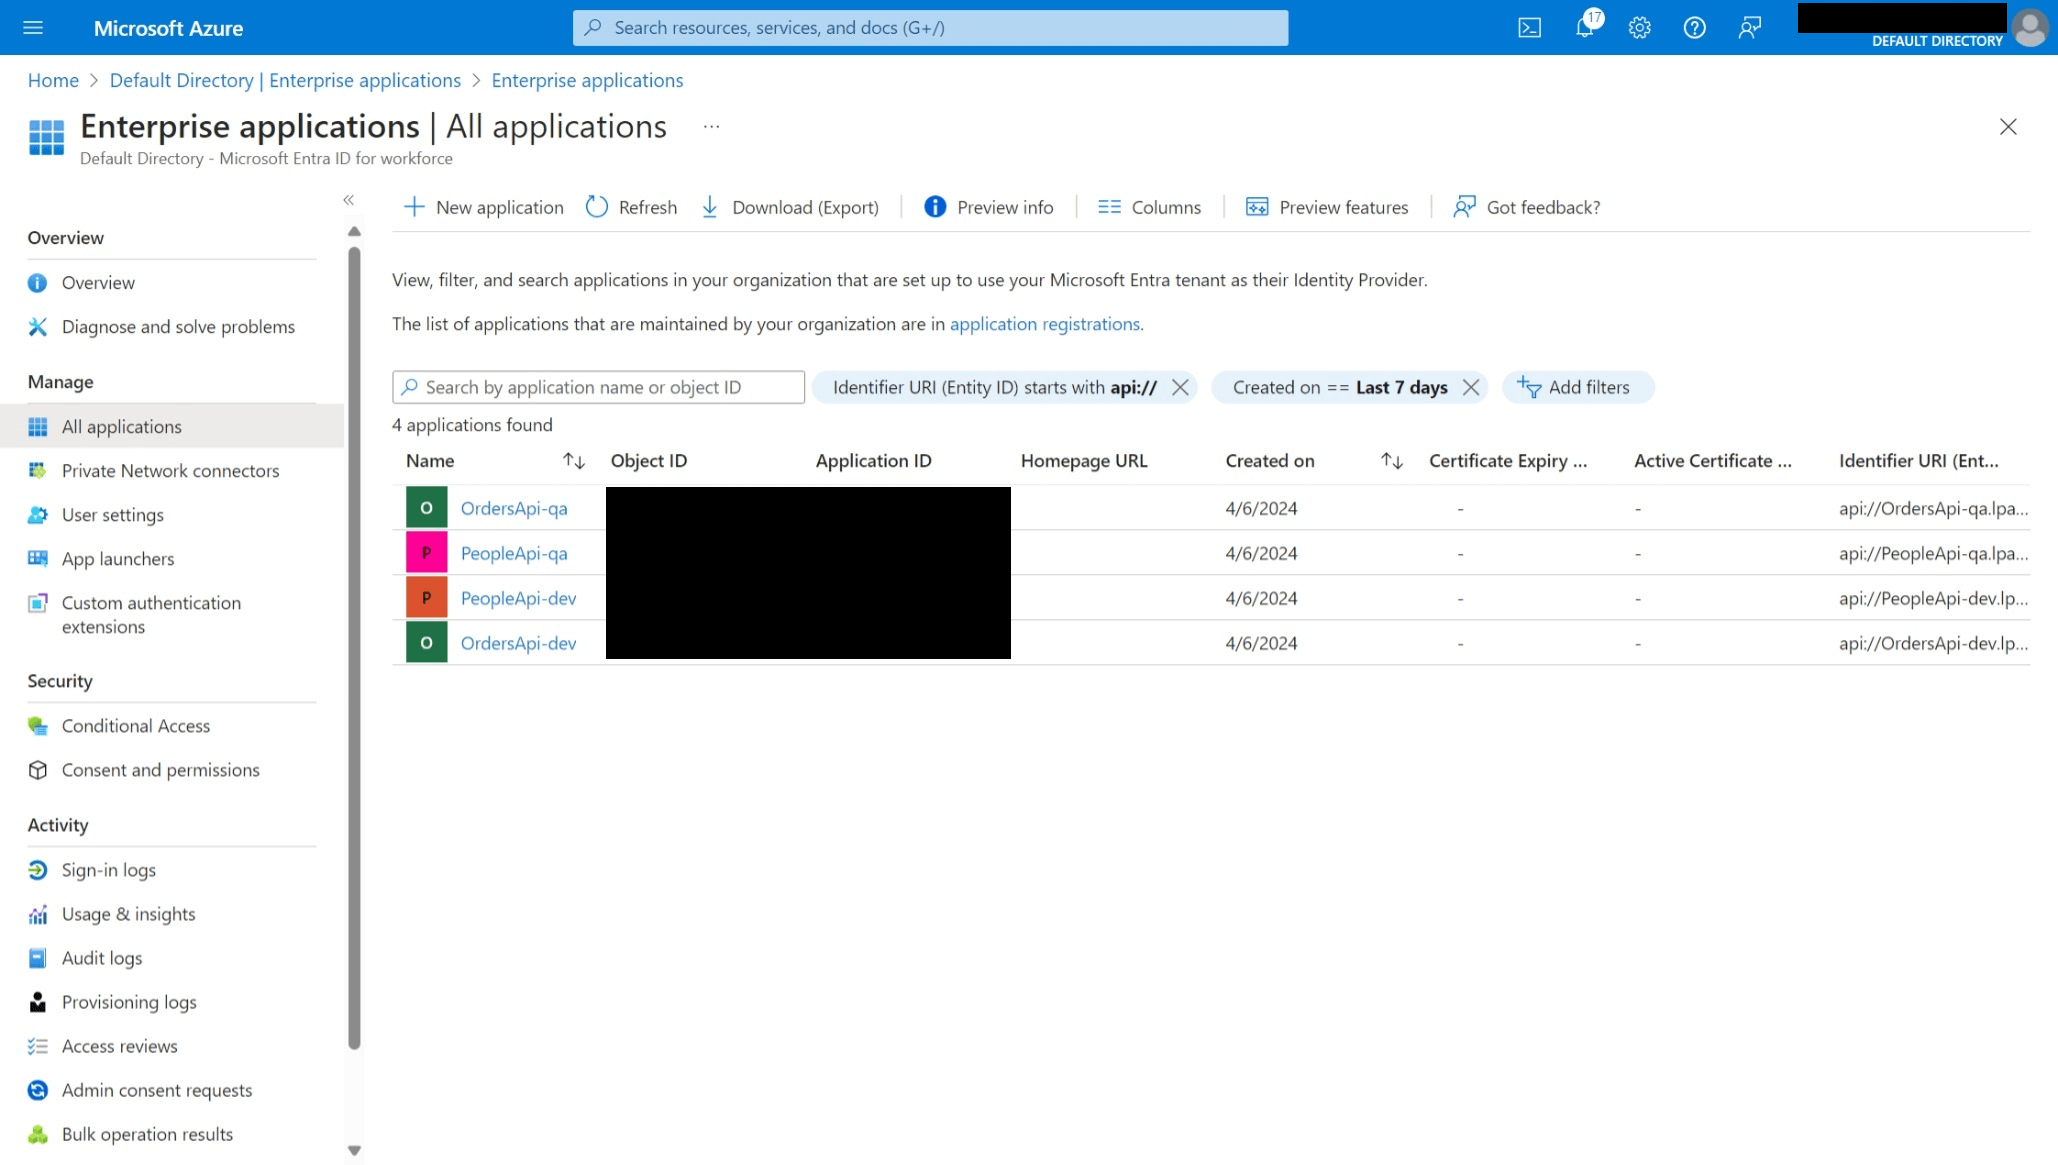 Microsoft Azure
Search resources, services, and docs (G+/)
17
DEFAULT DIRECTORY
Home > Default Directory | Enterprise applications > Enterprise applications
Enterprise applications | All applications ...
Default Directory - Microsoft Entra ID for workforce
«
Overview
Overview
Diagnose and solve problems
Manage
All applications
Private Network connectors
User settings
App launchers
Custom authentication
extensions
Security
Conditional Access
Consent and permissions
Activity
Sign-in logs
Usage & insights
Audit logs
Provisioning logs
Access reviews
Admin consent requests
Bulk operation results
New application Refresh Download (Export) Preview info Columns Preview features Got feedback?
View, filter, and search applications in your organization that are set up to use your Microsoft Entra tenant as their Identity Provider.
The list of applications that are maintained by your organization are in application registrations.
Search by application name or object ID Identifier URI (Entity ID) starts with api:// Created on == Last 7 days Add filters
4 applications found
Name Object ID Application ID Homepage URL Created on Certificate Expiry ... Active Certificate ... Identifier URI (Ent...
O OrdersApi-qa 4/6/2024 - - api://OrdersApi-qa.lpa...
P PeopleApi-qa 4/6/2024 - - api://PeopleApi-qa.lpa...
P PeopleApi-dev 4/6/2024 - - api://PeopleApi-dev.lp...
O OrdersApi-dev 4/6/2024 - - api://OrdersApi-dev.lp...